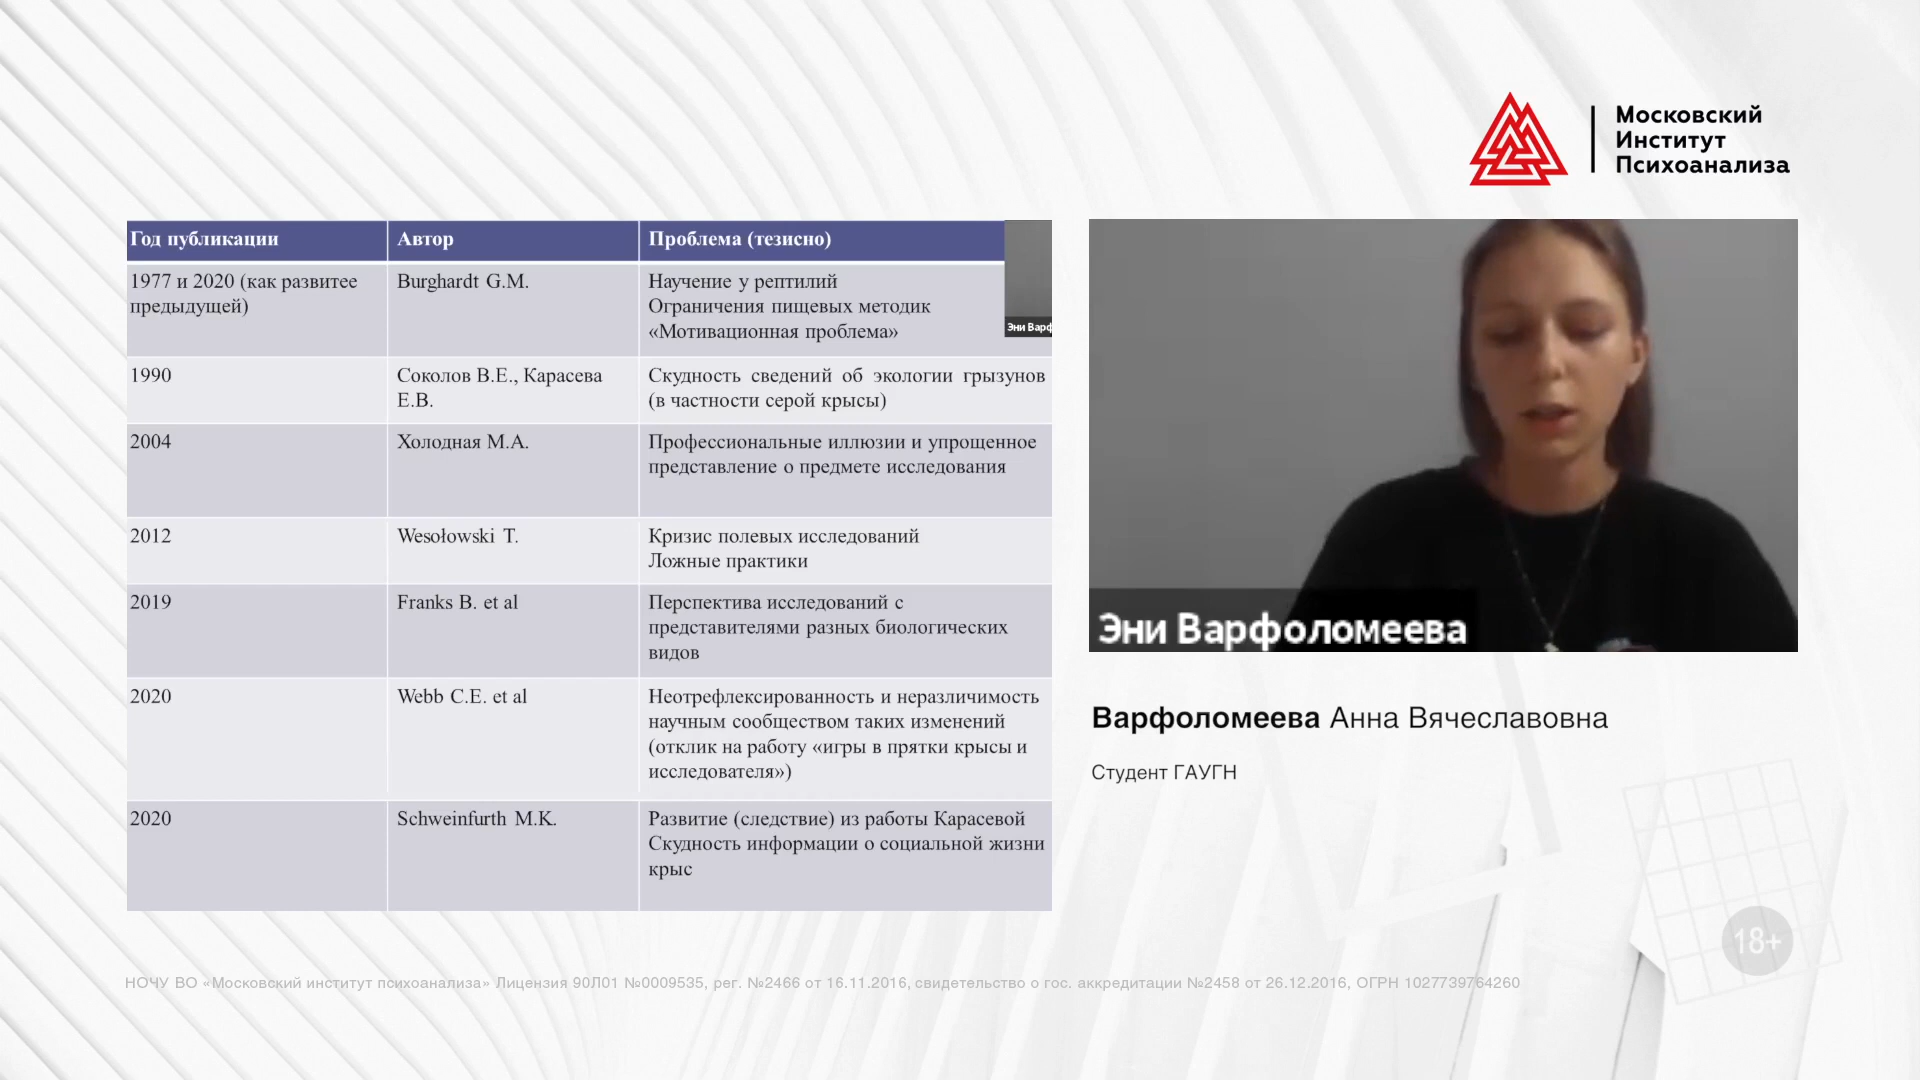 Московский
Институт
Психоанализа
Год публикации
Автор
Проблема (тезисно)
1977 и 2020 (как развитее
предыдущей)
Burghardt G.M.
Научение у рептилий
Ограничения пищевых методик
«Мотивационная проблема»
Эни Варф
1990
Соколов В.Е., Карасева
Е.В.
Скудность сведений об экологии грызунов
(в частности серой крысы)
2004
Холодная М.А.
Профессиональные иллюзии и упрощенное
представление о предмете исследования
2012
Wesołowski T.
Кризис полевых исследований
Ложные практики
2019
Franks B. et al
Перспектива исследований с
представителями разных биологических
видов
2020
Webb C.E. et al
Неотрефлексированность и неразличимость
научным сообществом таких изменений
(отклик на работу «игры в прятки крысы и
исследователя»)
2020
Schweinfurth M.K.
Развитие (следствие) из работы Карасевой
Скудность информации о социальной жизни
крыс
Эни Варфоломеева
Варфоломеева Анна Вячеславовна
Студент ГАУГН
18+
НОЧУ ВО «Московский институт психоанализа» Лицензия 90Л01 №0009535, рег. №2466 от 16.11.2016, свидетельство о гос. аккредитации №2458 от 26.12.2016, ОГРН 1027739764260